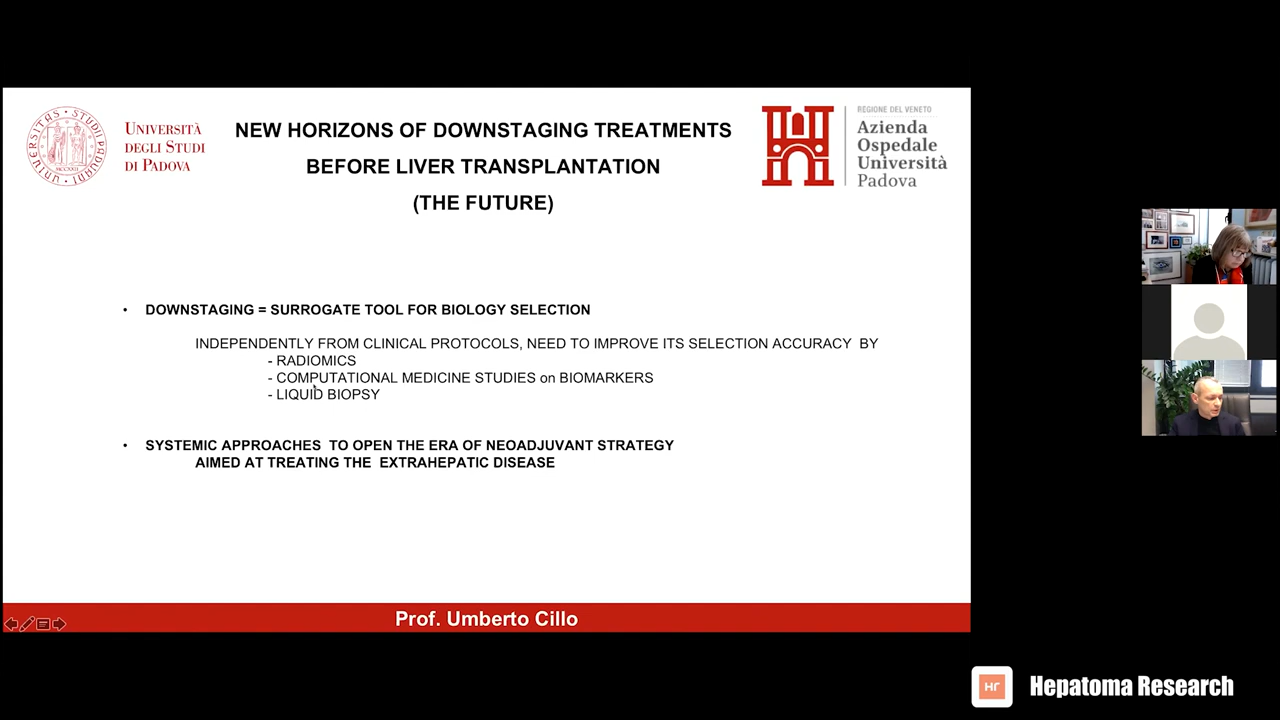 UNIVERSITÀ
DEGLI STUDI
DI PADOVA
NEW HORIZONS OF DOWNSTAGING TREATMENTS
BEFORE LIVER TRANSPLANTATION
(THE FUTURE)
REGIONE DEL VENETO
Azienda
Ospedale
Università
Padova
• DOWNSTAGING = SURROGATE TOOL FOR BIOLOGY SELECTION
INDEPENDENTLY FROM CLINICAL PROTOCOLS, NEED TO IMPROVE ITS SELECTION ACCURACY BY
- RADIOMICS
- COMPUTATIONAL MEDICINE STUDIES on BIOMARKERS
- LIQUID BIOPSY
• SYSTEMIC APPROACHES TO OPEN THE ERA OF NEOADJUVANT STRATEGY
AIMED AT TREATING THE EXTRAHEPATIC DISEASE
Prof. Umberto Cillo
Hepatoma Research